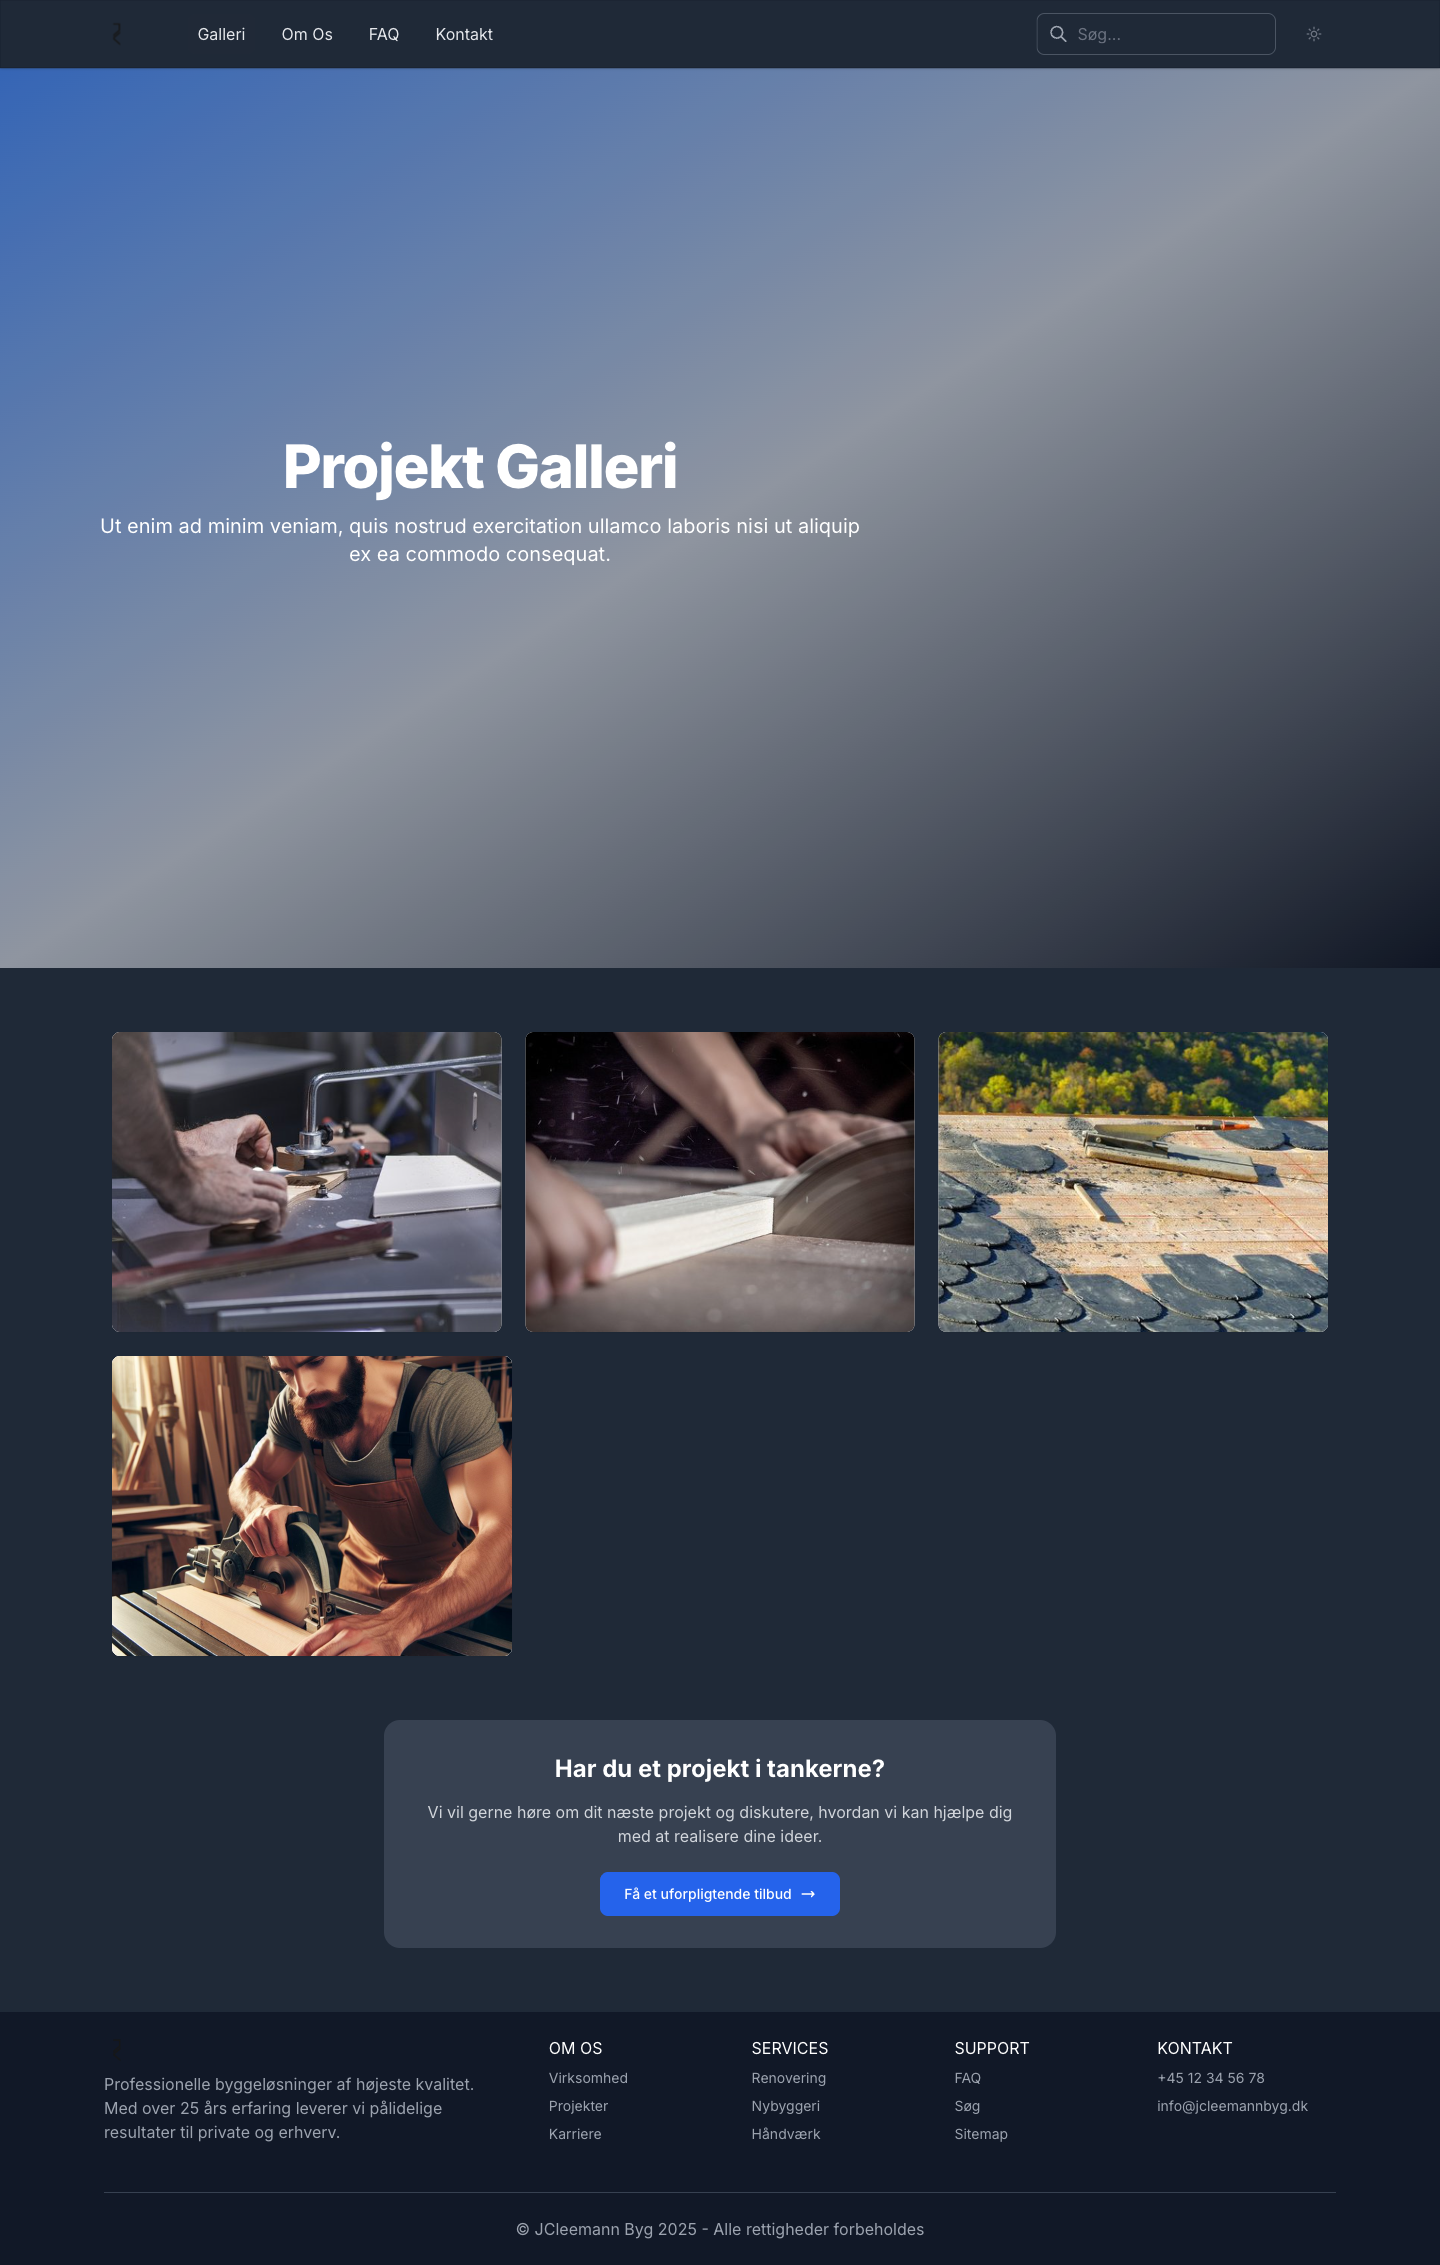 Galleri
Om Os
FAQ
Kontakt
Søg...
Projekt Galleri
Ut enim ad minim veniam, quis nostrud exercitation ullamco laboris nisi ut aliquip
ex ea commodo consequat.
Har du et projekt i tankerne?
Vi vil gerne høre om dit næste projekt og diskutere, hvordan vi kan hjælpe dig
med at realisere dine ideer.
Få et uforpligtende tilbud →
Professionelle byggeløsninger af højeste kvalitet.
Med over 25 års erfaring leverer vi pålidelige
resultater til private og erhverv.
OM OS
Virksomhed
Projekter
Karriere
SERVICES
Renovering
Nybyggeri
Håndværk
SUPPORT
FAQ
Søg
Sitemap
KONTAKT
+45 12 34 56 78
info@jcleemannbyg.dk
© JCleemann Byg 2025 - Alle rettigheder forbeholdes